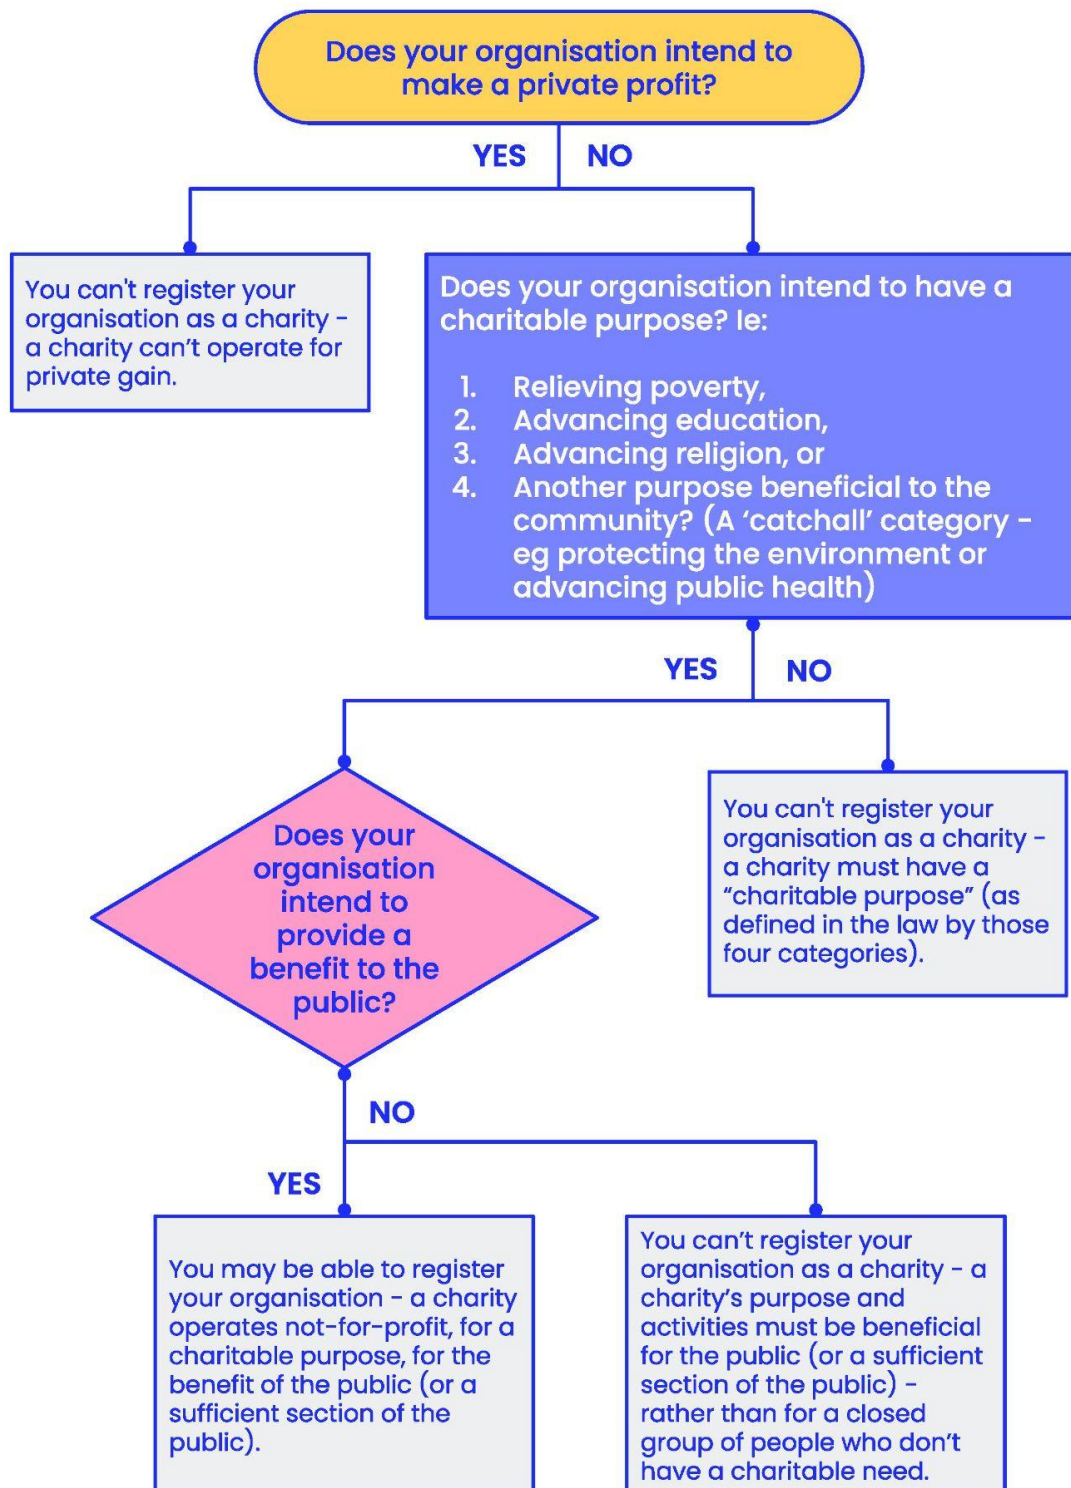 Does your organisation intend to
make a private profit?
YES
NO
You can't register your
organisation as a charity -
a charity can't operate for
private gain.
Does your organisation intend to have a
charitable purpose? Ie:
1. Relieving poverty,
2. Advancing education,
3. Advancing religion, or
4. Another purpose beneficial to the
community? (A ‘catchall’ category -
eg protecting the environment or
advancing public health)
YES
NO
Does your
organisation
intend to
provide a
benefit to the
public?
You can't register your
organisation as a charity -
a charity must have a
“charitable purpose” (as
defined in the law by those
four categories).
NO
YES
You may be able to register
your organisation - a charity
operates not-for-profit, for a
charitable purpose, for the
benefit of the public (or a
sufficient section of the
public).
You can’t register your
organisation as a charity - a
charity’s purpose and
activities must be beneficial
for the public (or a sufficient
section of the public) -
rather than for a closed
group of people who don’t
have a charitable need.